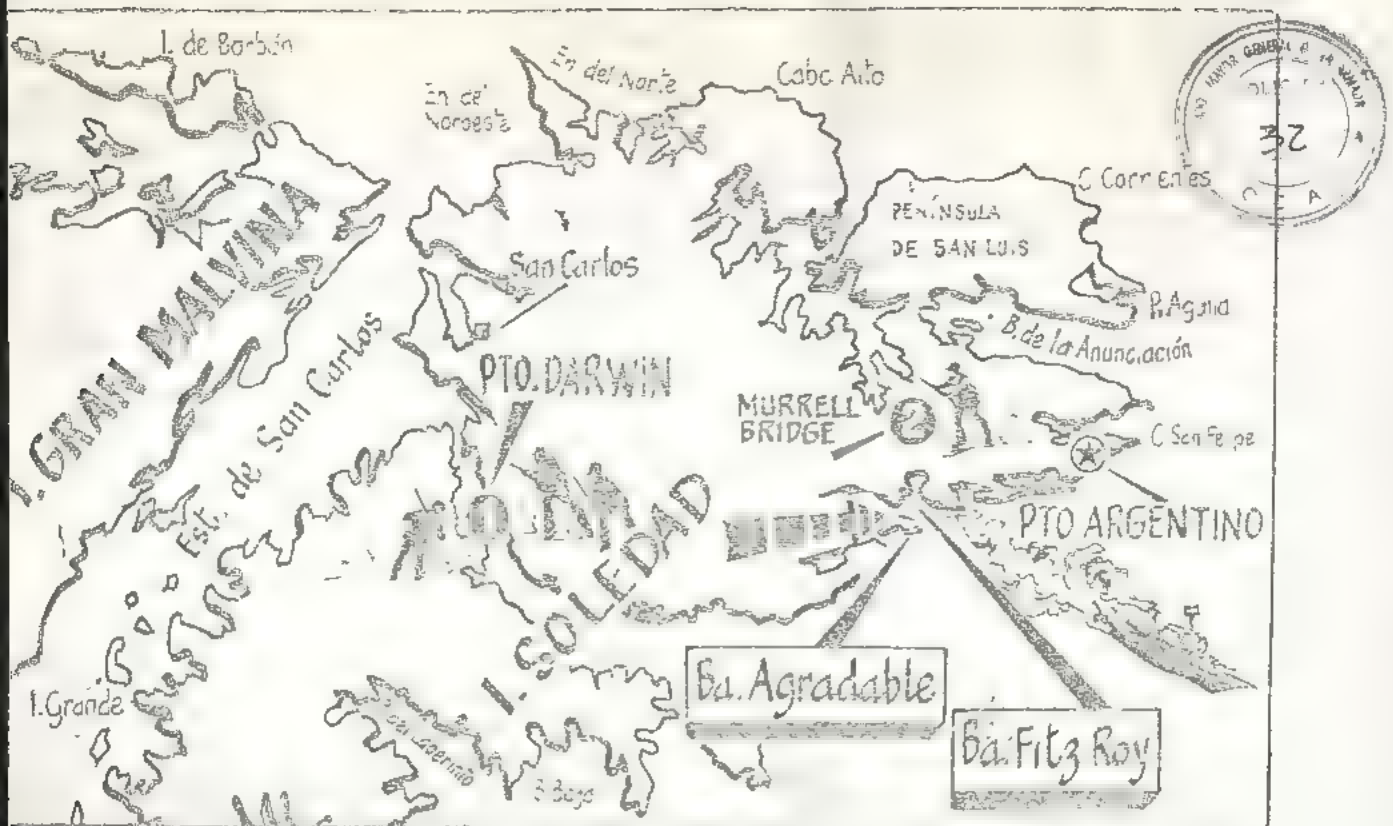 I. de Borbón
En del Norte
Cabo Alto
En del
Noroeste
32
C Corrientes
PENÍNSULA
DE SAN LUIS
San Carlos
I. GRAN MALVINA
B. de la Anunciación
Est. de San Carlos
PTO. DARWIN
MURRELL
BRIDGE
2
C San Felipe
PTO ARGENTINO
I. SOLEDAD
Ba. Agradable
I. Grande
Ba. Fitz Roy